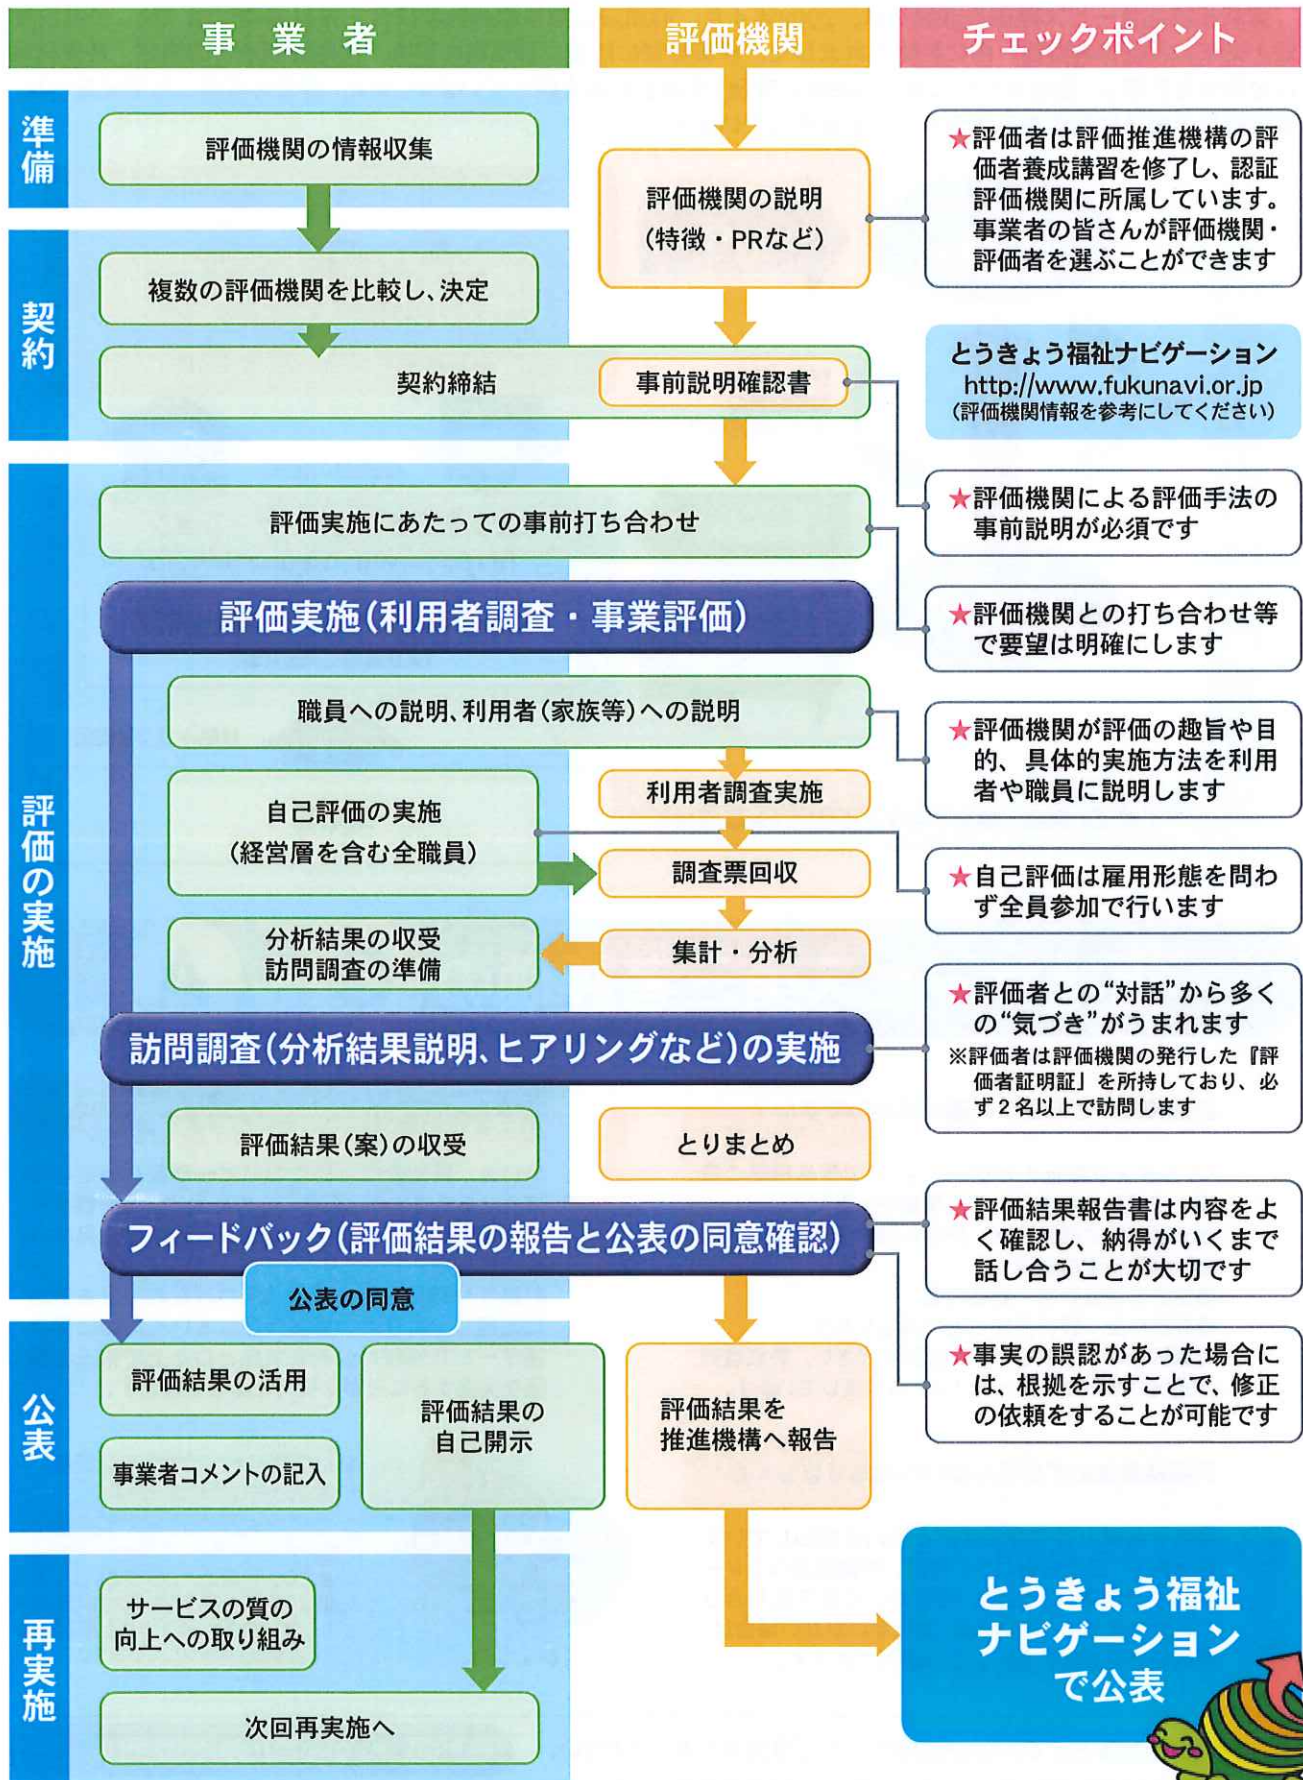 事業者
評価機関
チェックポイント
準備
評価機関の情報収集
評価機関の説明
(特徴・PRなど)
★評価者は評価推進機構の評
価者養成講習を修了し、認証
評価機関に所属しています。
事業者の皆さんが評価機関・
評価者を選ぶことができます
契約
複数の評価機関を比較し、決定
契約締結
事前説明確認書
とうきょう福祉ナビゲーション
http://www.fukunavi.or.jp
(評価機関情報を参考にしてください)
★評価機関による評価手法の
事前説明が必須です
評価の実施
評価実施にあたっての事前打ち合わせ
★評価機関との打ち合わせ等
で要望は明確にします
評価実施(利用者調査・事業評価)
職員への説明、利用者(家族等)への説明
★評価機関が評価の趣旨や目
的、具体的実施方法を利用
者や職員に説明します
利用者調査実施
自己評価の実施
(経営層を含む全職員)
調査票回収
★自己評価は雇用形態を問わ
ず全員参加で行います
分析結果の収受
訪問調査の準備
集計・分析
訪問調査(分析結果説明、ヒアリングなど)の実施
★評価者との“対話”から多く
の“気づき”がうまれます
※評価者は評価機関の発行した『評
価者証明証」を所持しており、必
ず2名以上で訪問します
評価結果(案)の収受
とりまとめ
フィードバック(評価結果の報告と公表の同意確認)
★評価結果報告書は内容をよ
く確認し、納得がいくまで
話し合うことが大切です
公表の同意
★事実の誤認があった場合に
は、根拠を示すことで、修正
の依頼をすることが可能です
公表
評価結果の活用
事業者コメントの記入
評価結果の
自己開示
評価結果を
推進機構へ報告
再実施
サービスの質の
向上への取り組み
次回再実施へ
とうきょう福祉
ナビゲーション
で公表